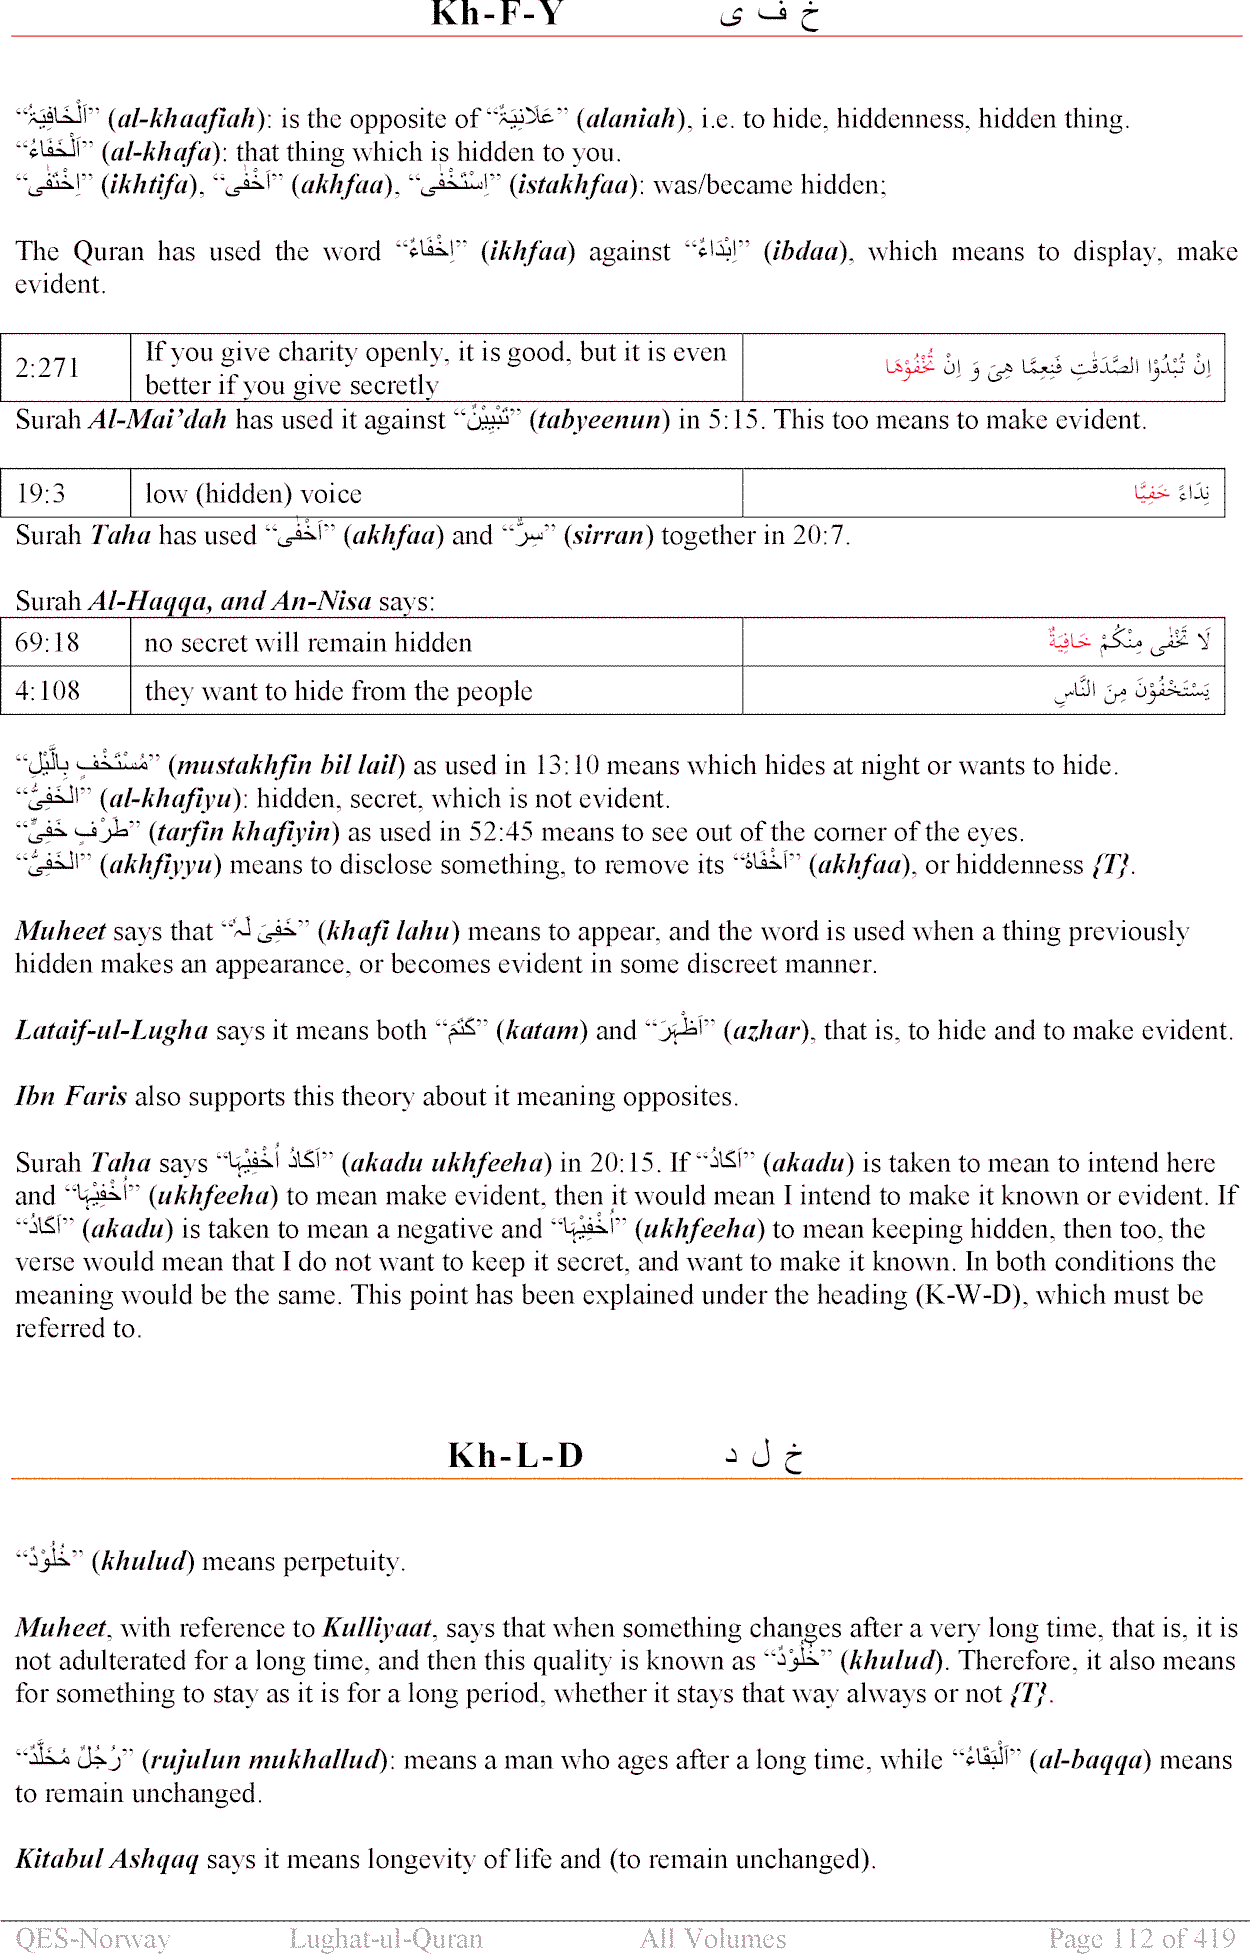 Kh-F-Y خ ف ی
“اَلْخَافِیَۃُ” (al-khaafiah): is the opposite of “عَلَانِیَۃٌ” (alaniah), i.e. to hide, hiddenness, hidden thing.
“اَلْخَفَاءُ” (al-khafa): that thing which is hidden to you.
“اِخْتَفٰی” (ikhtifa), “اَخْفٰی” (akhfaa), “اِسْتَخْفٰی” (istakhfaa): was/became hidden;
The Quran has used the word “اِخْفَاءٌ” (ikhfaa) against “اِبْدَاءٌ” (ibdaa), which means to display, make
evident.
2:271 If you give charity openly, it is good, but it is even اِنْ تُبْدُوْا الصَّدَقٰتِ فَنِعِمَّا هِیَ وَ اِنْ تُخْفُوْهَا
better if you give secretly
Surah Al-Mai’dah has used it against “تَبْیِیْنٌ” (tabyeenun) in 5:15. This too means to make evident.
19:3 low (hidden) voice نِدَاءً خَفِیًّا
Surah Taha has used “اَخْفٰی” (akhfaa) and “سِرٌّ” (sirran) together in 20:7.
Surah Al-Haqqa, and An-Nisa says:
69:18 no secret will remain hidden لَا تَخْفٰی مِنْكُمْ خَافِيَةٌ
4:108 they want to hide from the people يَسْتَخْفُوْنَ مِنَ النَّاسِ
“مُسْتَخْفٍ بِالَّیْلِ” (mustakhfin bil lail) as used in 13:10 means which hides at night or wants to hide.
“الْخَفِیُّ” (al-khafiyu): hidden, secret, which is not evident.
“طَرْفٍ خَفِیٍّ” (tarfin khafiyin) as used in 52:45 means to see out of the corner of the eyes.
“الْخَفِیُّ” (akhfiyyu) means to disclose something, to remove its “اَخْفَاهُ” (akhfaa), or hiddenness {T}.
Muheet says that “خَفِیَ لَہٗ” (khafi lahu) means to appear, and the word is used when a thing previously
hidden makes an appearance, or becomes evident in some discreet manner.
Lataif-ul-Lugha says it means both “كَتَمَ” (katam) and “اَظْہَرَ” (azhar), that is, to hide and to make evident.
Ibn Faris also supports this theory about it meaning opposites.
Surah Taha says “اَكَادُ اُخْفِیْہَا” (akadu ukhfeeha) in 20:15. If “اَكَادُ” (akadu) is taken to mean to intend here
and “اُخْفِیْہَا” (ukhfeeha) to mean make evident, then it would mean I intend to make it known or evident. If
“اَكَادُ” (akadu) is taken to mean a negative and “اُخْفِیْہَا” (ukhfeeha) to mean keeping hidden, then too, the
verse would mean that I do not want to keep it secret, and want to make it known. In both conditions the
meaning would be the same. This point has been explained under the heading (K-W-D), which must be
referred to.
Kh-L-D خ ل د
“خُلُوْدٌ” (khulud) means perpetuity.
Muheet, with reference to Kulliyaat, says that when something changes after a very long time, that is, it is
not adulterated for a long time, and then this quality is known as “خُلُوْدٌ” (khulud). Therefore, it also means
for something to stay as it is for a long period, whether it stays that way always or not {T}.
“رُجُلٌ مُخَلَّدٌ” (rujulun mukhallud): means a man who ages after a long time, while “اَلْبَقَاءُ” (al-baqqa) means
to remain unchanged.
Kitabul Ashqaq says it means longevity of life and (to remain unchanged).
QES-Norway Lughat-ul-Quran All Volumes Page 112 of 419